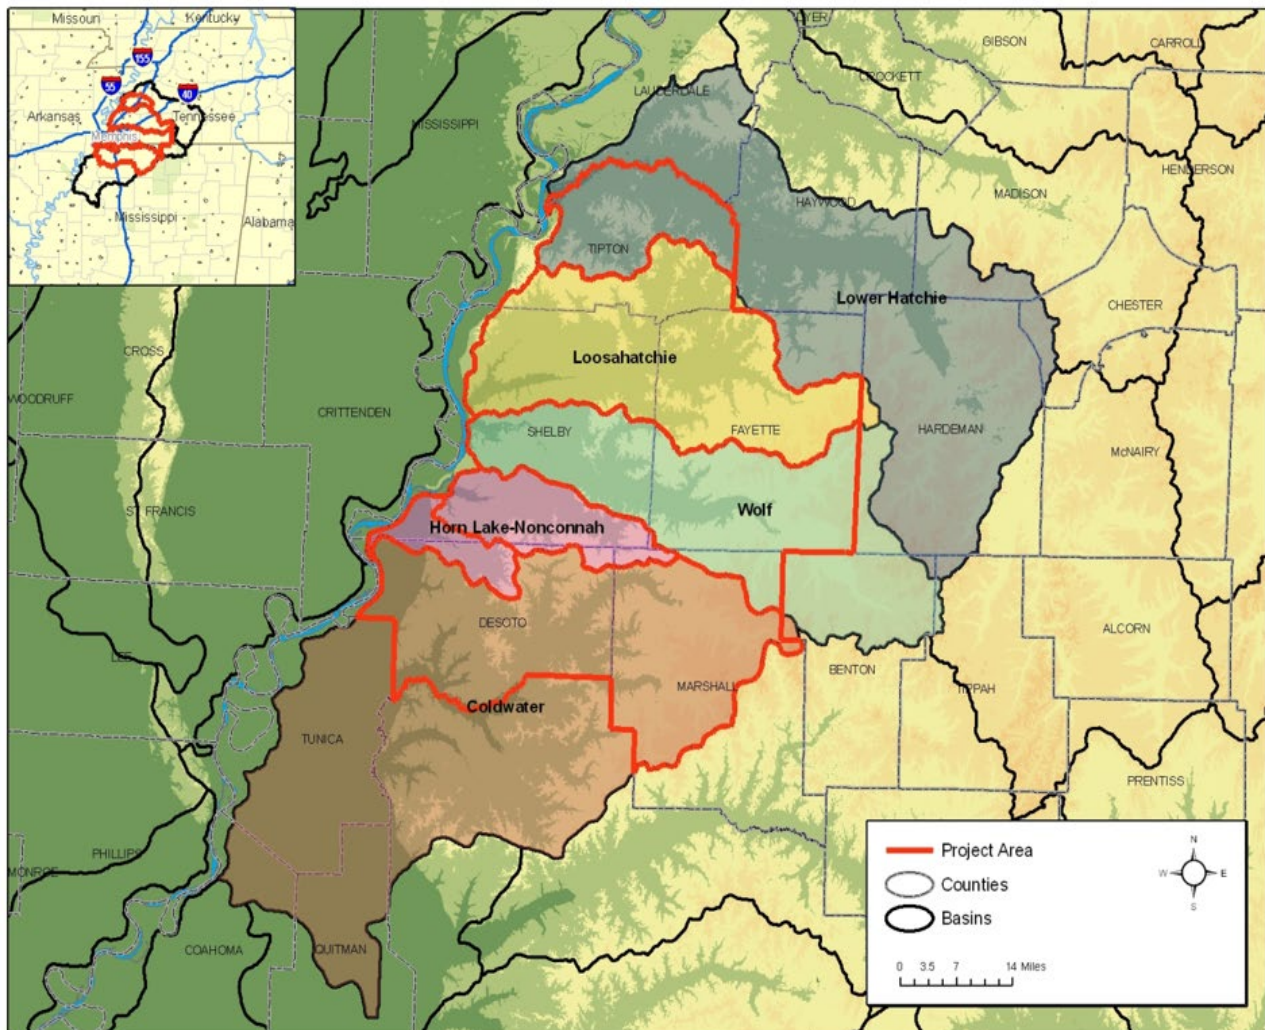 Missouri
Kentucky
155
55
40
Arkansas
Tennessee
Memphis
Mississippi
Alabama
DYER
GIBSON
CARROLL
CROCKETT
LAUDERDALE
MISSISSIPPI
HENDERSON
MADISON
HAYWOOD
TIPTON
Lower Hatchie
CHESTER
CROSS
Loosahatchie
WOODRUFF
CRITTENDEN
SHELBY
FAYETTE
HARDEMAN
McNAIRY
ST FRANCIS
Wolf
Horn Lake-Nonconnah
DESOTO
ALCORN
LEE
BENTON
MARSHALL
TIPPAH
Coldwater
TUNICA
PRENTISS
PHILLIPS
MONROE
COAHOMA
QUITMAN
Project Area
Counties
Basins
N
W E
S
0 3.5 7 14 Miles